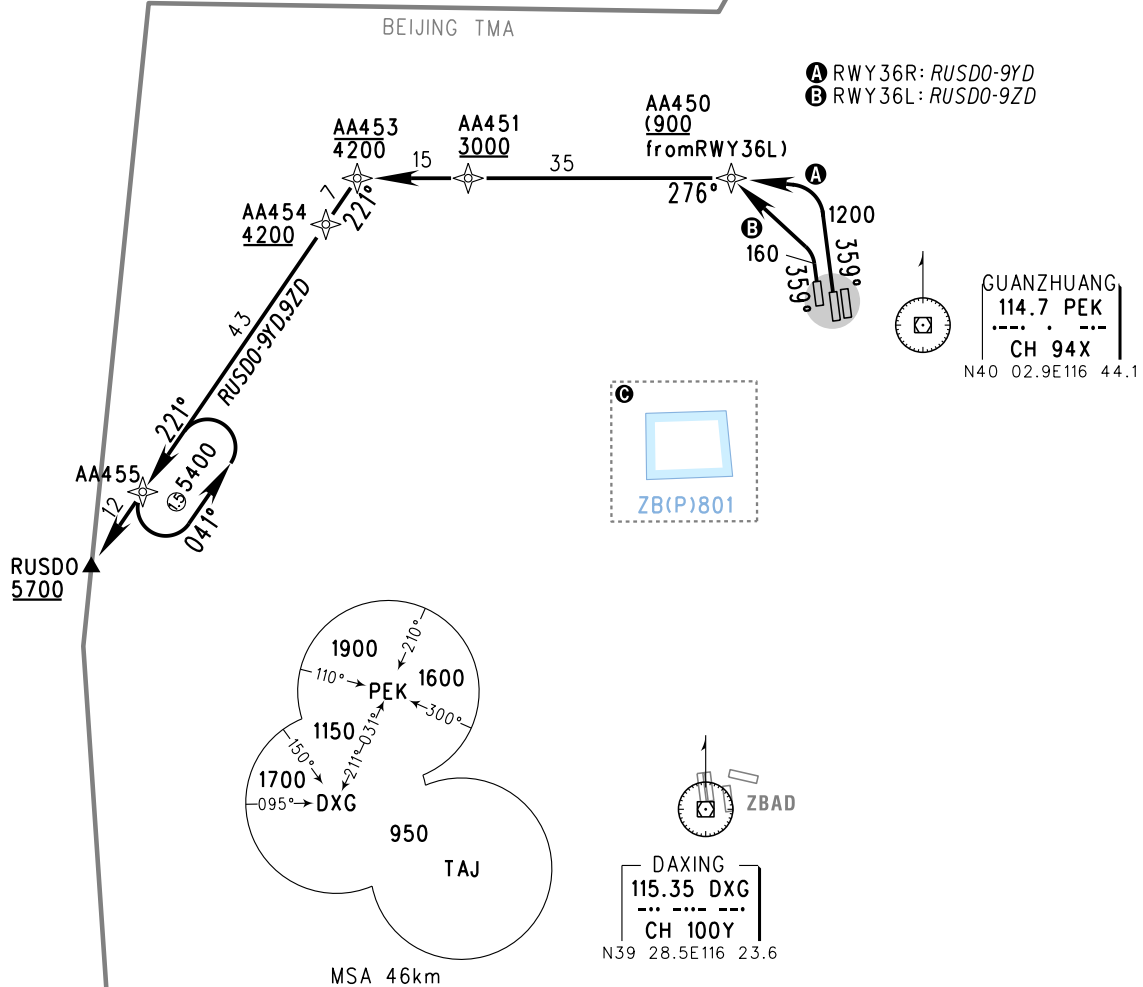 BEIJING TMA
Ⓐ RWY36R: RUSDO-9YD
Ⓑ RWY36L: RUSDO-9ZD
AA450
(900
fromRWY36L)
AA451
3000
AA453
4200
15
35
276°
A
1200
B
160
359°
359°
7
221°
AA454
4200
43
RUSDO-9YD,9ZD
221°
AA455
1.5 5400
041°
12
RUSDO
5700
GUANZHUANG
114.7 PEK
·---· · -·-
CH 94X
N40 02.9E116 44.1
C
ZB(P)801
1900
210°
110°
PEK
1600
300°
1150
031°
211°
150°
1700
095°
DXG
950
TAJ
MSA 46km
ZBAD
DAXING
115.35 DXG
-·· -··- --·
CH 100Y
N39 28.5E116 23.6